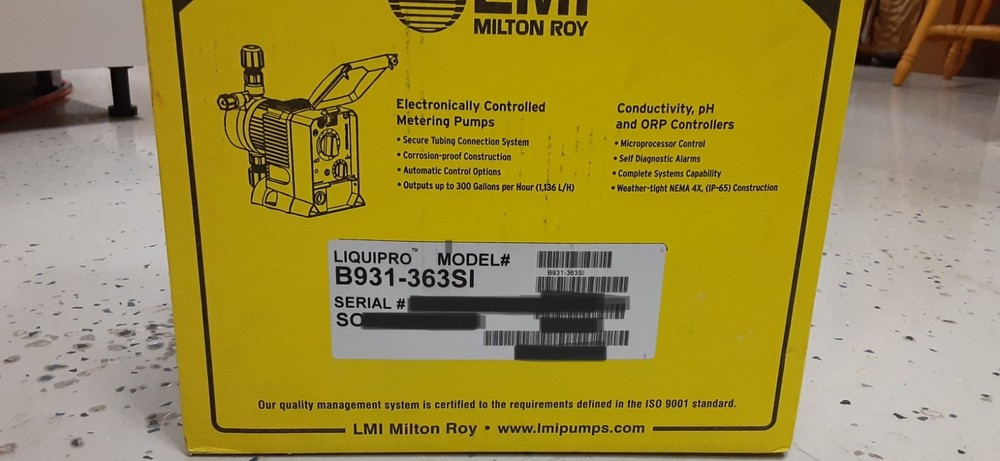 LMI
MILTON ROY
Electronically Controlled
Metering Pumps
• Secure Tubing Connection System
• Corrosion-proof Construction
• Automatic Control Options
• Outputs up to 300 Gallons per Hour (1,136 L/H)
Conductivity, pH
and ORP Controllers
• Microprocessor Control
• Self Diagnostic Alarms
• Complete Systems Capability
• Weather-tight NEMA 4X, (IP-65) Construction
LIQUIPRO™ MODEL#
B931-363SI
B931-363SI
SERIAL #
SO
Our quality management system is certified to the requirements defined in the ISO 9001 standard.
LMI Milton Roy • www.lmipumps.com